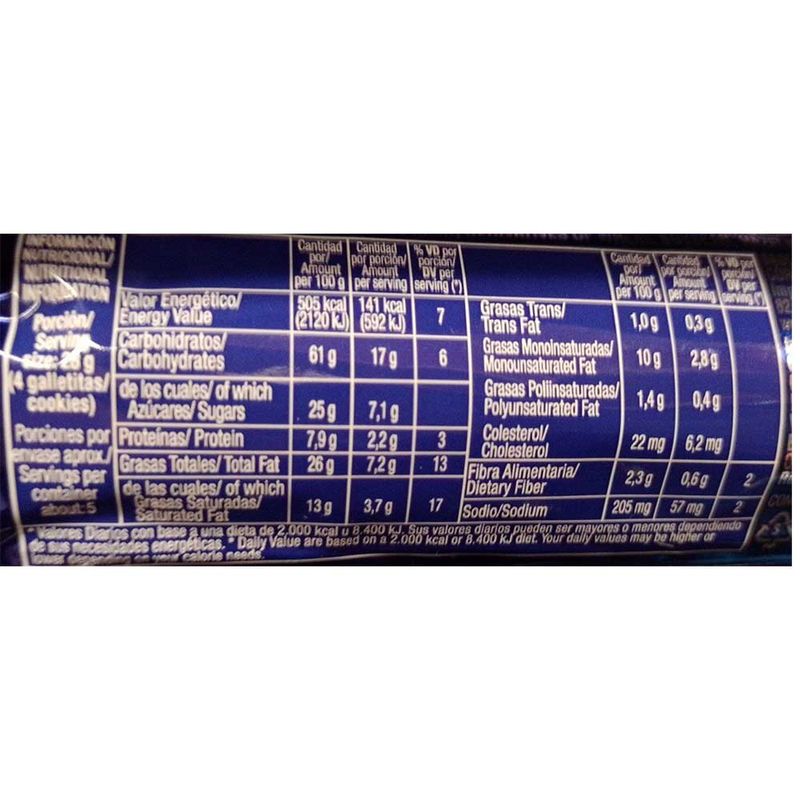 INFORMACIÓN
NUTRICIONAL/
NUTRITIONAL
INFORMATION
Porción/
Serving
size: 28 g
(4 galletitas/
cookies)
Porciones por
envase aprox./
Servings per
container
about: 5
Cantidad por/ Amount per 100 g
Cantidad por porción/ Amount per serving
% VD por porción/ DV per serving (*)
Valor Energético/ Energy Value 505 kcal (2120 kJ) 141 kcal (592 kJ) 7
Carbohidratos/ Carbohydrates 61 g 17 g 6
de los cuales/ of which Azúcares/ Sugars 25 g 7,1 g
Proteínas/ Protein 7,9 g 2,2 g 3
Grasas Totales/ Total Fat 26 g 7,2 g 13
de las cuales/ of which Grasas Saturadas/ Saturated Fat 13 g 3,7 g 17
Cantidad por/ Amount per 100 g
Cantidad por porción/ Amount per serving
% VD por porción/ DV per serving (*)
Grasas Trans/ Trans Fat 1,0 g 0,3 g
Grasas Monoinsaturadas/ Monounsaturated Fat 10 g 2,8 g
Grasas Poliinsaturadas/ Polyunsaturated Fat 1,4 g 0,4 g
Colesterol/ Cholesterol 22 mg 6,2 mg
Fibra Alimentaria/ Dietary Fiber 2,3 g 0,6 g 2
Sodio/Sodium 205 mg 57 mg 2
* Valores Diarios con base a una dieta de 2.000 kcal u 8.400 kJ. Sus valores diarios pueden ser mayores o menores dependiendo
de sus necesidades energéticas. * Daily Value are based on a 2.000 kcal or 8.400 kJ diet. Your daily values may be higher or
lower depending on your calorie needs.